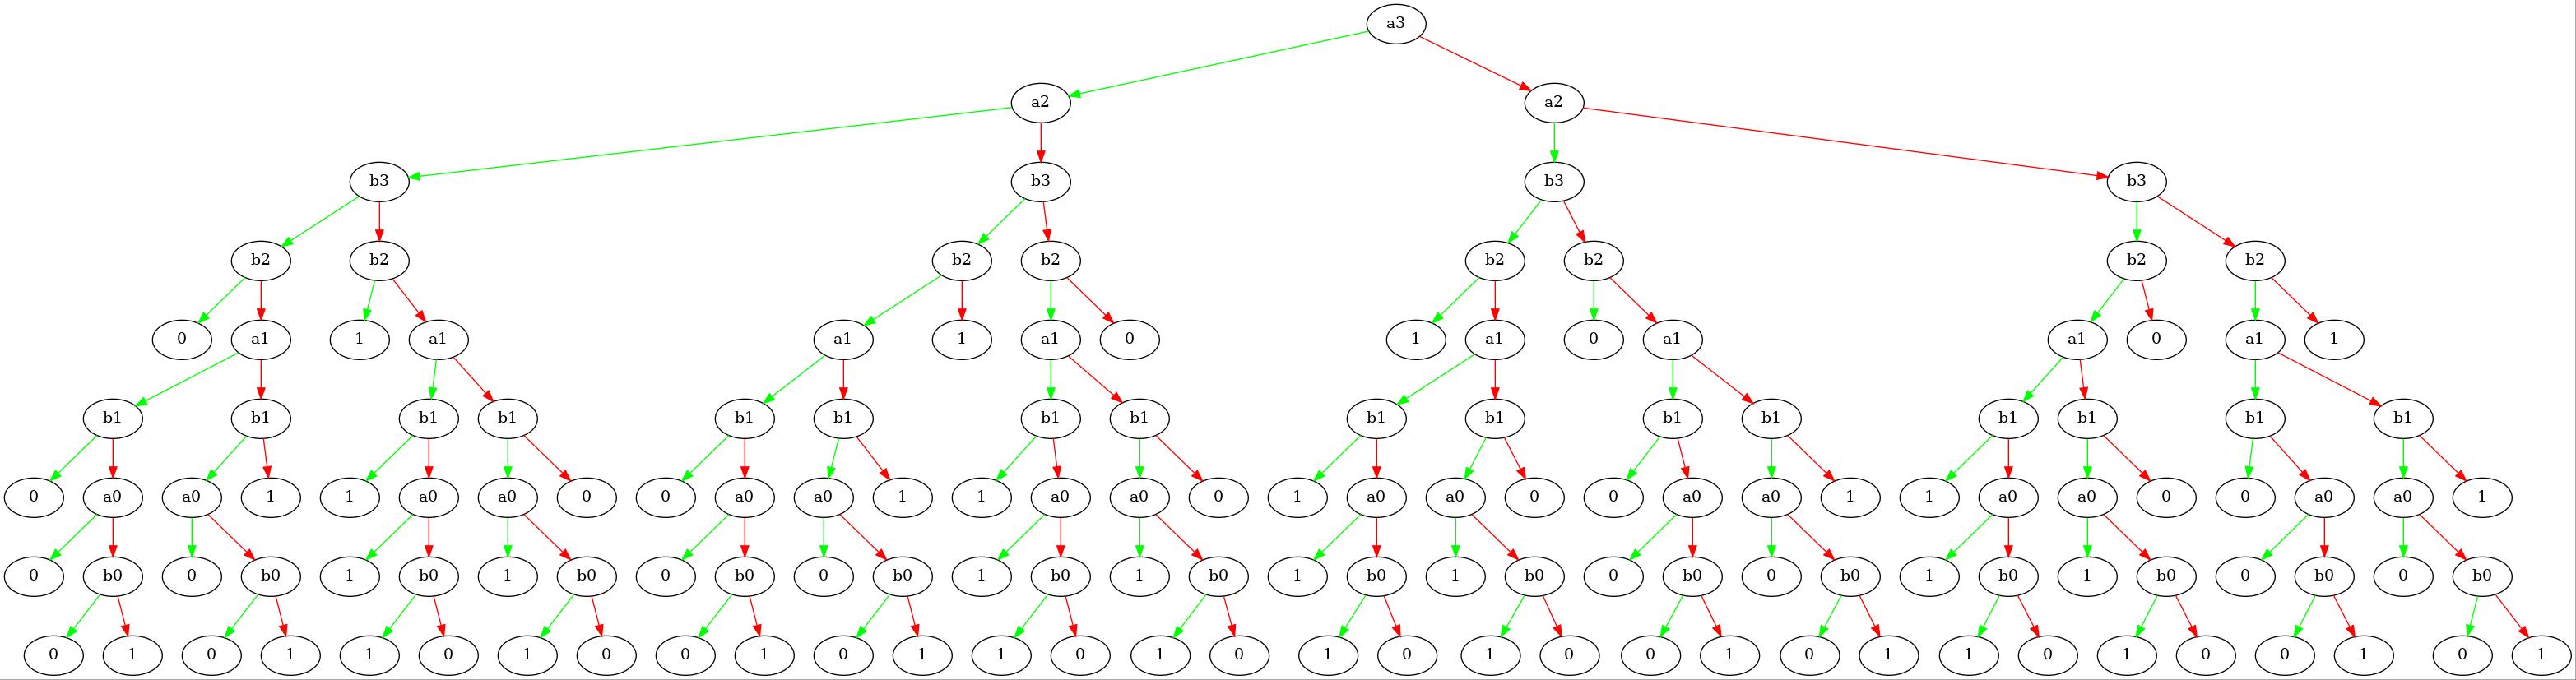 a3
a2 a2
b3 b3 b3 b3
b2 b2 b2 b2 b2 b2 b2 b2
0 a1 1 a1 a1 1 a1 0 1 a1 0 a1 a1 0 a1 1
b1 b1 b1 b1 b1 b1 b1 b1 b1 b1 b1 b1 b1 b1 b1 b1
0 a0 a0 1 1 a0 a0 0 0 a0 a0 1 1 a0 a0 0 1 a0 a0 0 0 a0 a0 1 1 a0 a0 0 0 a0 a0 1
0 b0 0 b0 1 b0 1 b0 0 b0 0 b0 1 b0 1 b0 1 b0 1 b0 0 b0 0 b0 1 b0 1 b0 0 b0 0 b0
0 1 0 1 1 0 1 0 0 1 0 1 1 0 1 0 1 0 1 0 0 1 0 1 1 0 1 0 0 1 0 1